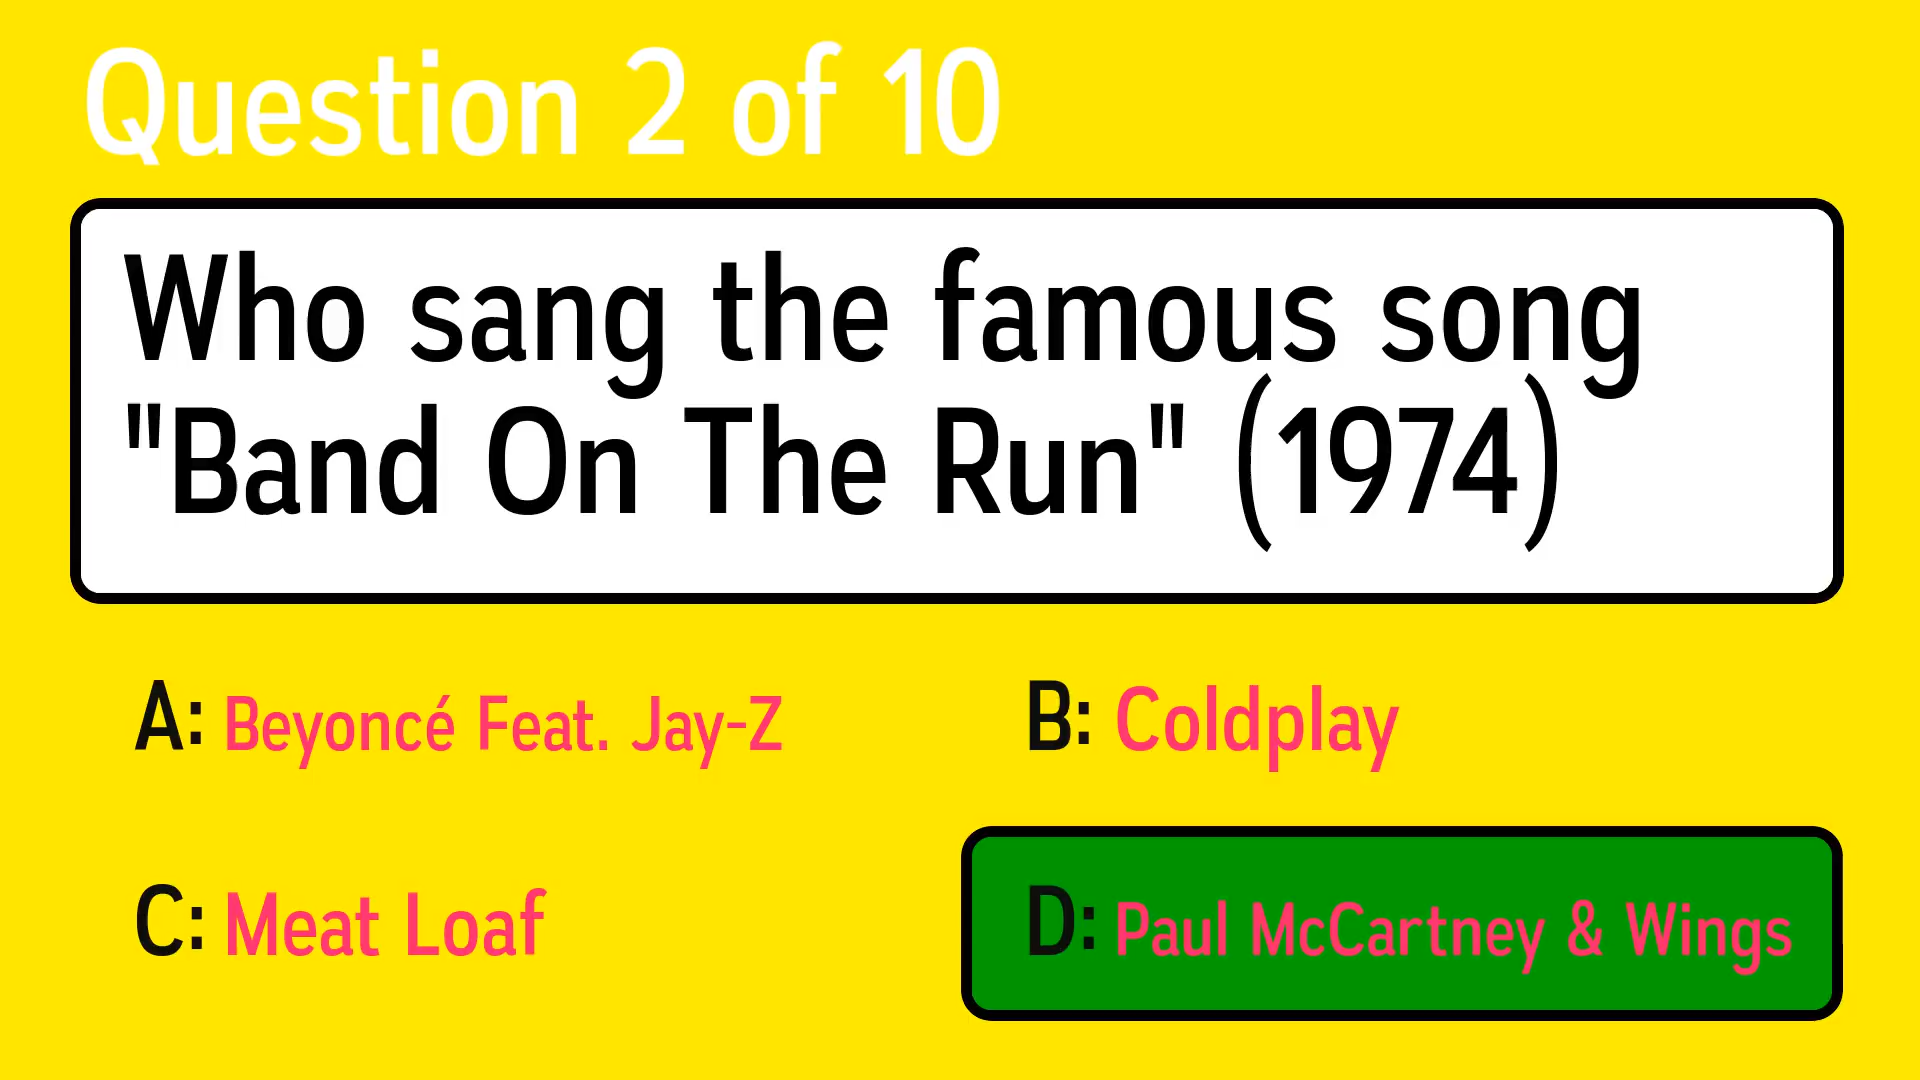 Question 2 of 10
Who sang the famous song
"Band On The Run" (1974)
A: Beyoncé Feat. Jay-Z
B: Coldplay
C: Meat Loaf
D: Paul McCartney & Wings